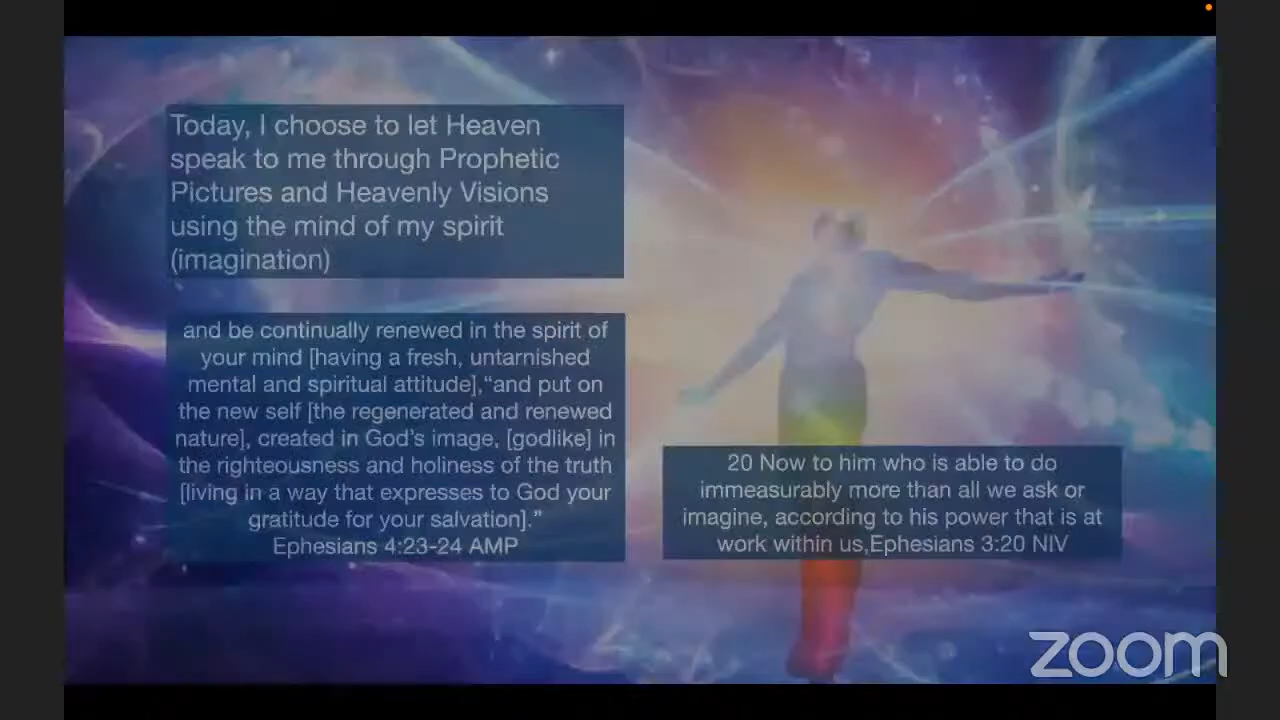 Today, I choose to let Heaven
speak to me through Prophetic
Pictures and Heavenly Visions
using the mind of my spirit
(imagination)
and be continually renewed in the spirit of
your mind [having a fresh, untarnished
mental and spiritual attitude],“and put on
the new self [the regenerated and renewed
nature], created in God’s image, [godlike] in
the righteousness and holiness of the truth
[living in a way that expresses to God your
gratitude for your salvation].”
Ephesians 4:23-24 AMP
20 Now to him who is able to do
immeasurably more than all we ask or
imagine, according to his power that is at
work within us,Ephesians 3:20 NIV
zoom